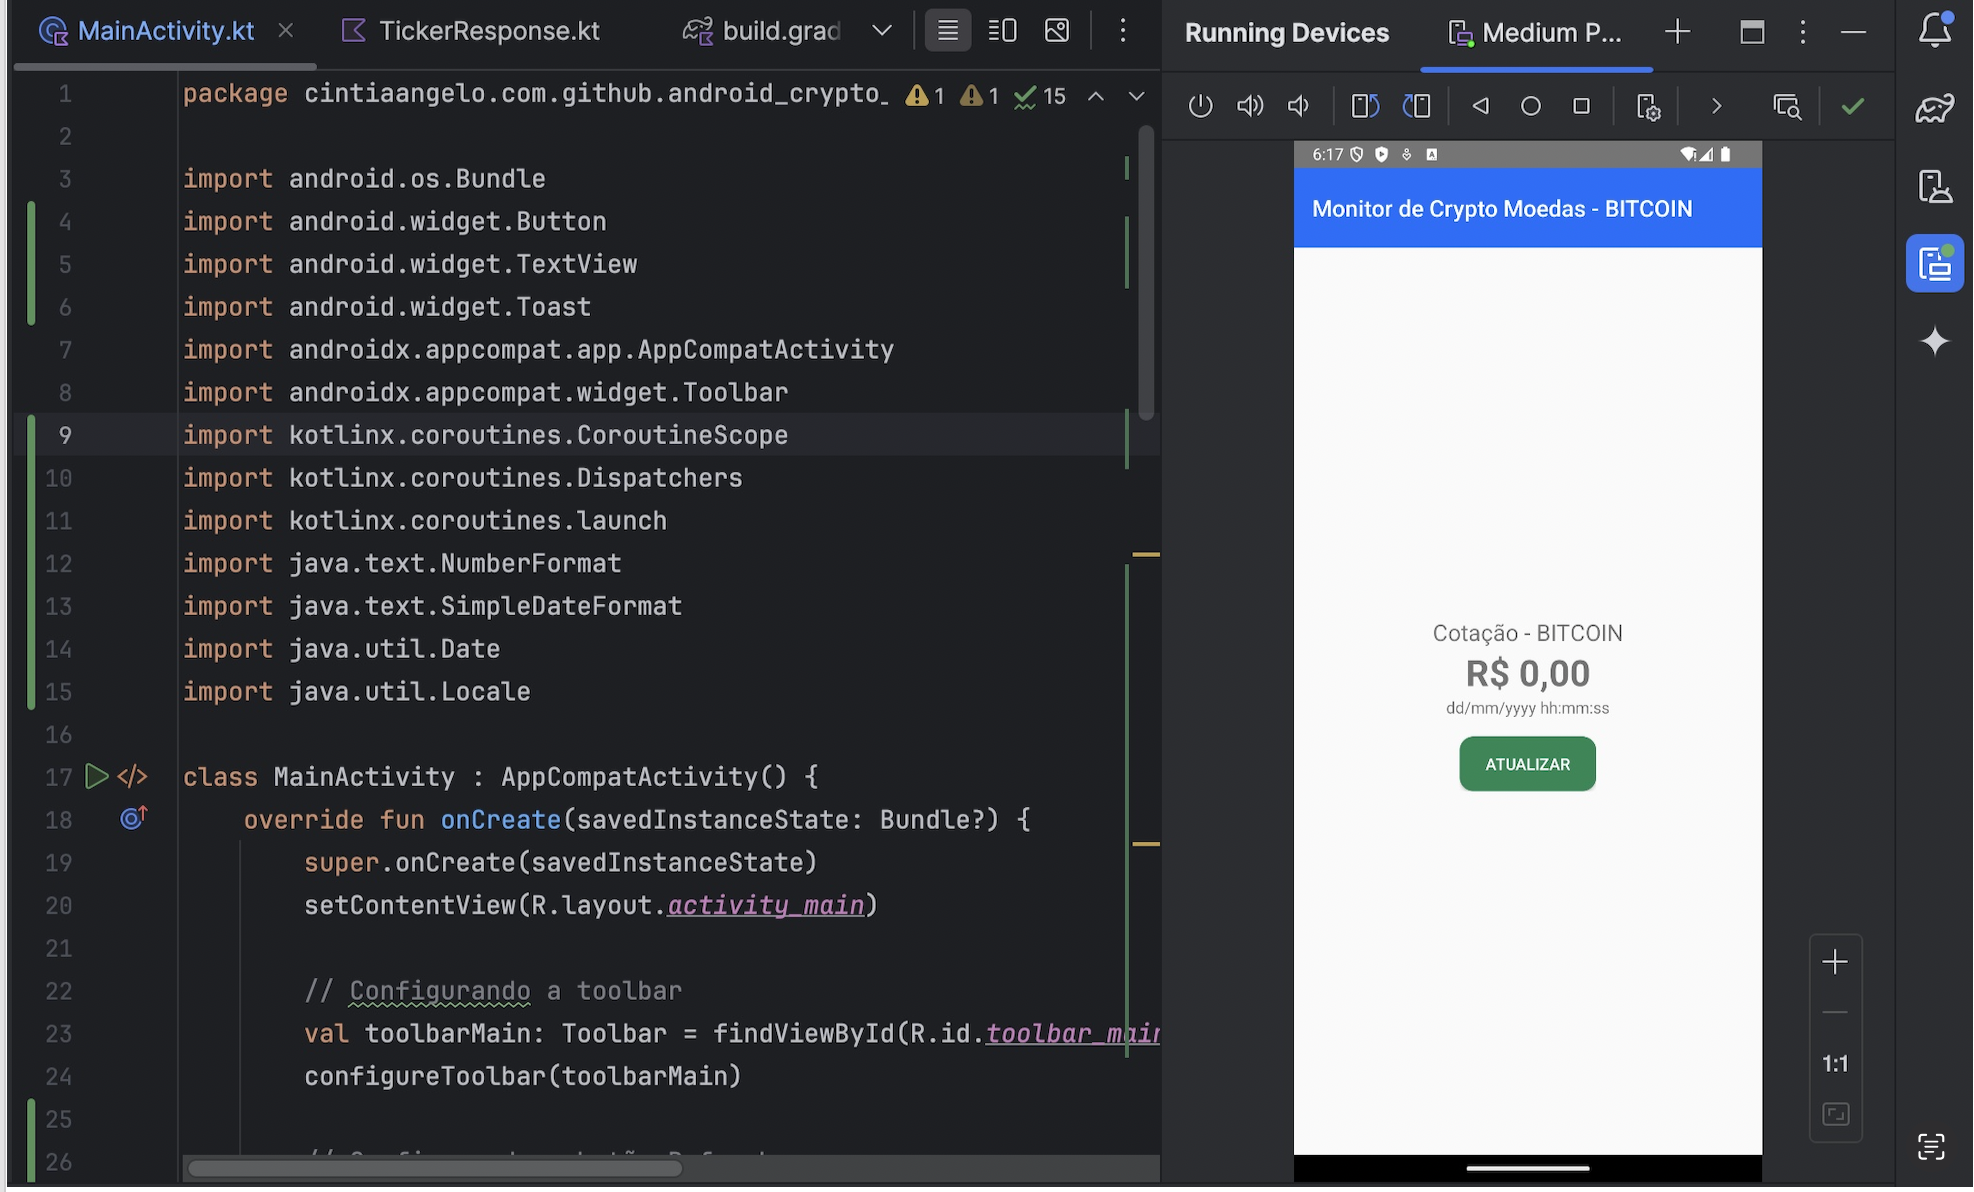 MainActivity.kt
TickerResponse.kt
build.grad
Running Devices
Medium P...
1 package cintiaangelo.com.github.android_crypto_
1 1 15
2
3 import android.os.Bundle
4 import android.widget.Button
5 import android.widget.TextView
6 import android.widget.Toast
7 import androidx.appcompat.app.AppCompatActivity
8 import androidx.appcompat.widget.Toolbar
9 import kotlinx.coroutines.CoroutineScope
10 import kotlinx.coroutines.Dispatchers
11 import kotlinx.coroutines.launch
12 import java.text.NumberFormat
13 import java.text.SimpleDateFormat
14 import java.util.Date
15 import java.util.Locale
16
17 class MainActivity : AppCompatActivity() {
18 override fun onCreate(savedInstanceState: Bundle?) {
19 super.onCreate(savedInstanceState)
20 setContentView(R.layout.activity_main)
21
22 // Configurando a toolbar
23 val toolbarMain: Toolbar = findViewById(R.id.toolbar_main
24 configureToolbar(toolbarMain)
25
26
6:17
Monitor de Crypto Moedas - BITCOIN
Cotação - BITCOIN
R$ 0,00
dd/mm/yyyy hh:mm:ss
ATUALIZAR
1:1